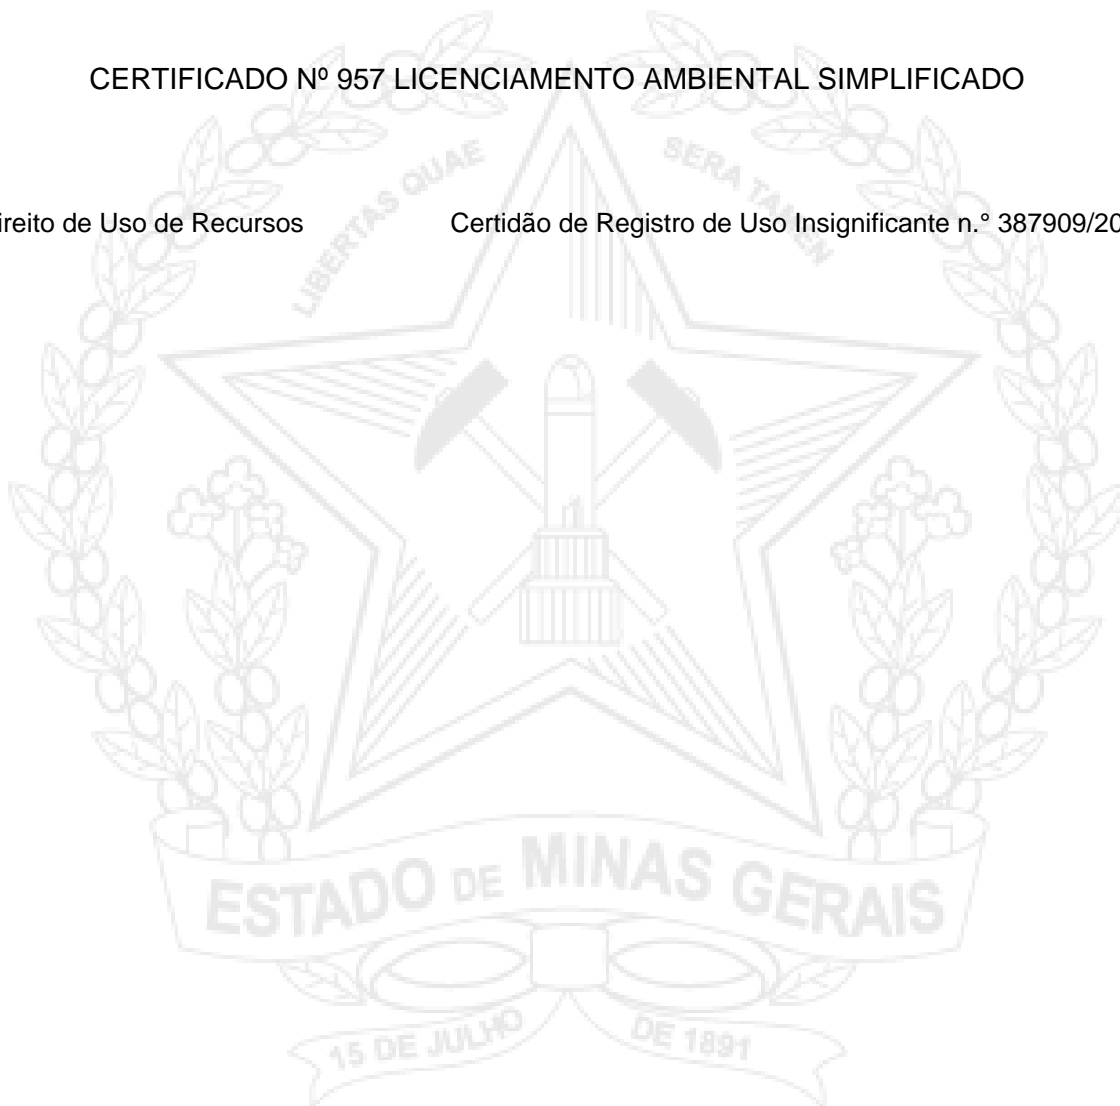 CERTIFICADO Nº 957 LICENCIAMENTO AMBIENTAL SIMPLIFICADO
LIBERTAS QUAE SERA TAMEN
ireito de Uso de Recursos Certidão de Registro de Uso Insignificante n.° 387909/20
ESTADO DE MINAS GERAIS
15 DE JULHO DE 1891